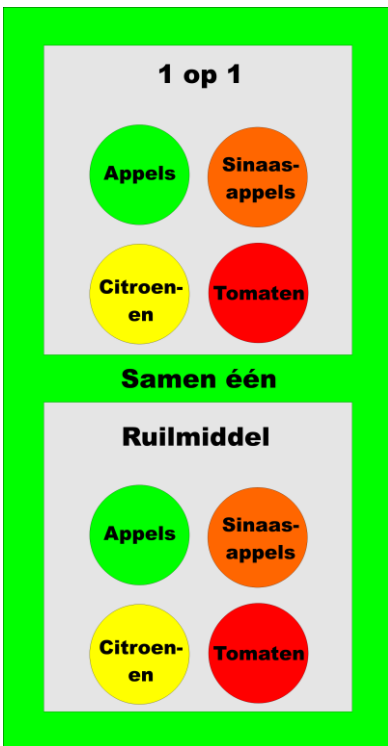 1 op 1
Appels
Sinaas-
appels
Citroen-
en
Tomaten
Samen één
Ruilmiddel
Appels
Sinaas-
appels
Citroen-
en
Tomaten